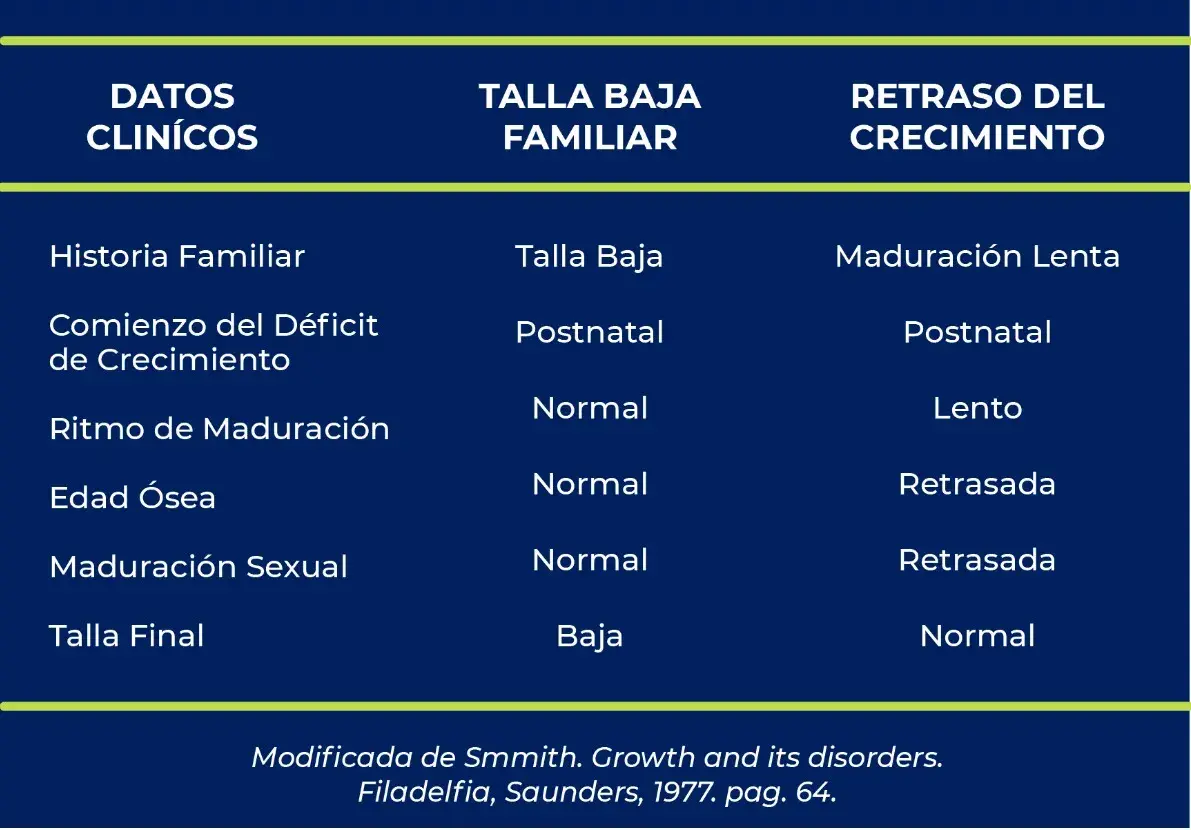 DATOS
CLINÍCOS
TALLA BAJA
FAMILIAR
RETRASO DEL
CRECIMIENTO
Historia Familiar
Talla Baja
Maduración Lenta
Comienzo del Déficit
de Crecimiento
Postnatal
Postnatal
Ritmo de Maduración
Normal
Lento
Edad Ósea
Normal
Retrasada
Maduración Sexual
Normal
Retrasada
Talla Final
Baja
Normal
Modificada de Smmith. Growth and its disorders.
Filadelfia, Saunders, 1977. pag. 64.